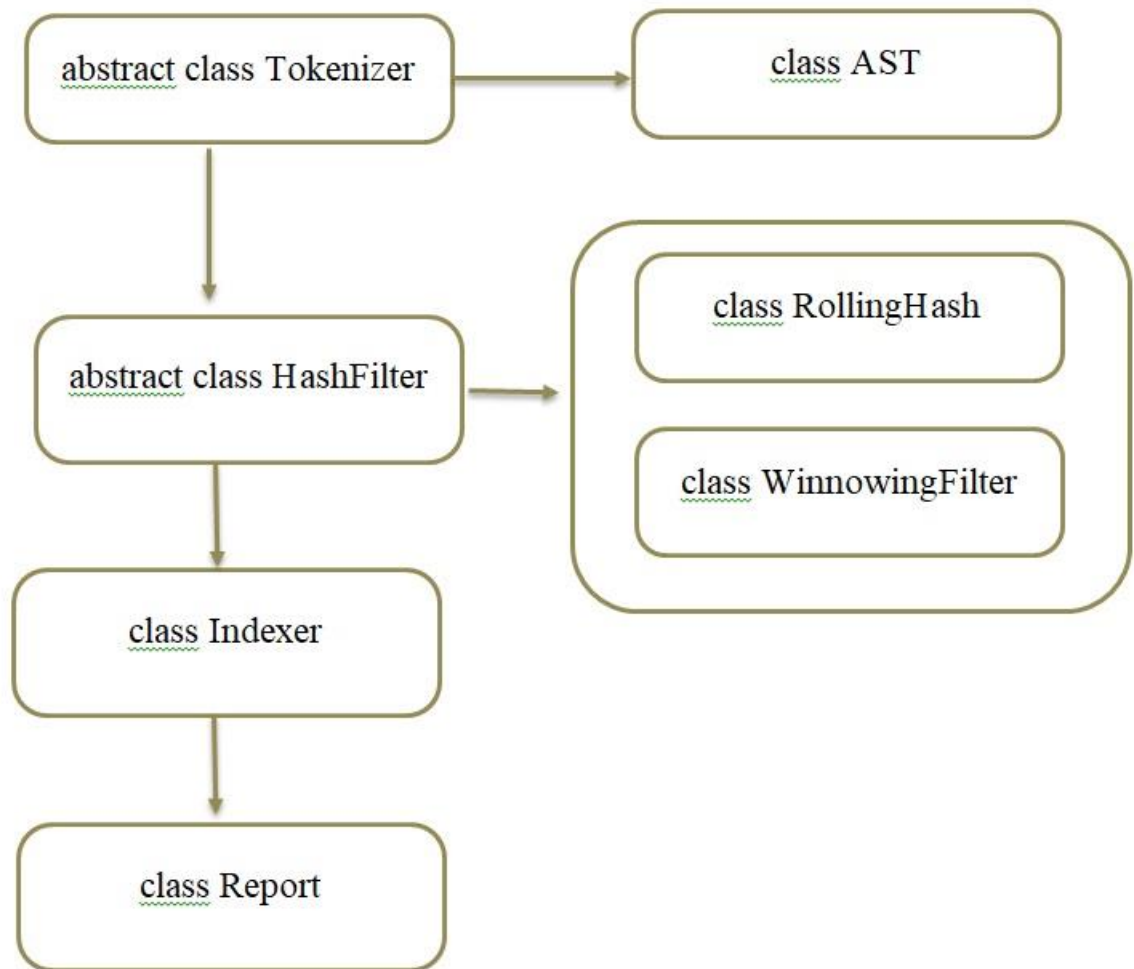 abstract class Tokenizer
class AST
class RollingHash
abstract class HashFilter
class WinnowingFilter
class Indexer
class Report